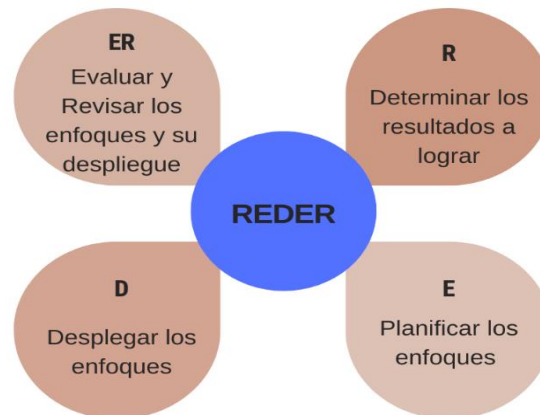 ER
Evaluar y
Revisar los
enfoques y su
despliegue
R
Determinar los
resultados a
lograr
REDER
D
Desplegar los
enfoques
E
Planificar los
enfoques